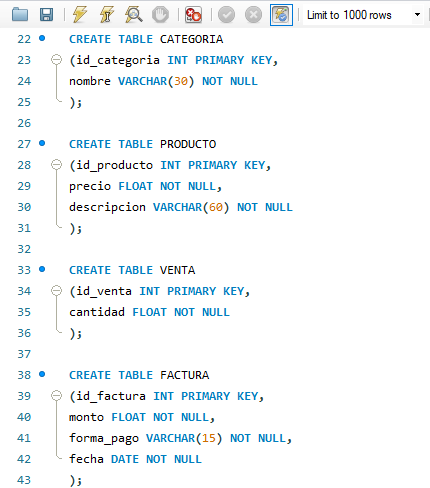 Limit to 1000 rows
22 CREATE TABLE CATEGORIA
23 (id_categoria INT PRIMARY KEY,
24 nombre VARCHAR(30) NOT NULL
25 );
26
27 CREATE TABLE PRODUCTO
28 (id_producto INT PRIMARY KEY,
29 precio FLOAT NOT NULL,
30 descripcion VARCHAR(60) NOT NULL
31 );
32
33 CREATE TABLE VENTA
34 (id_venta INT PRIMARY KEY,
35 cantidad FLOAT NOT NULL
36 );
37
38 CREATE TABLE FACTURA
39 (id_factura INT PRIMARY KEY,
40 monto FLOAT NOT NULL,
41 forma_pago VARCHAR(15) NOT NULL,
42 fecha DATE NOT NULL
43 );